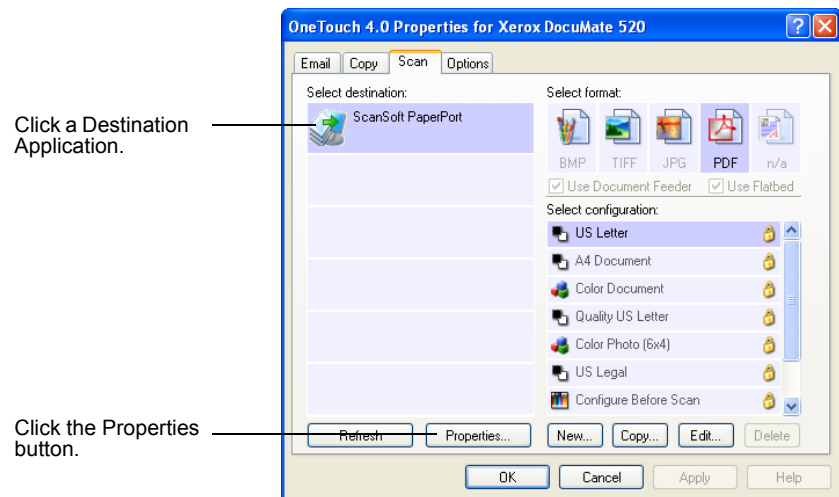 OneTouch 4.0 Properties for Xerox DocuMate 520
Email Copy Scan Options
Select destination:
ScanSoft PaperPort
Click a Destination
Application.
Select format:
BMP TIFF JPG PDF n/a
Use Document Feeder Use Flatbed
Select configuration:
US Letter
A4 Document
Color Document
Quality US Letter
Color Photo (6x4)
US Legal
Configure Before Scan
Click the Properties
button.
Refresh Properties... New... Copy... Edit... Delete
OK Cancel Apply Help